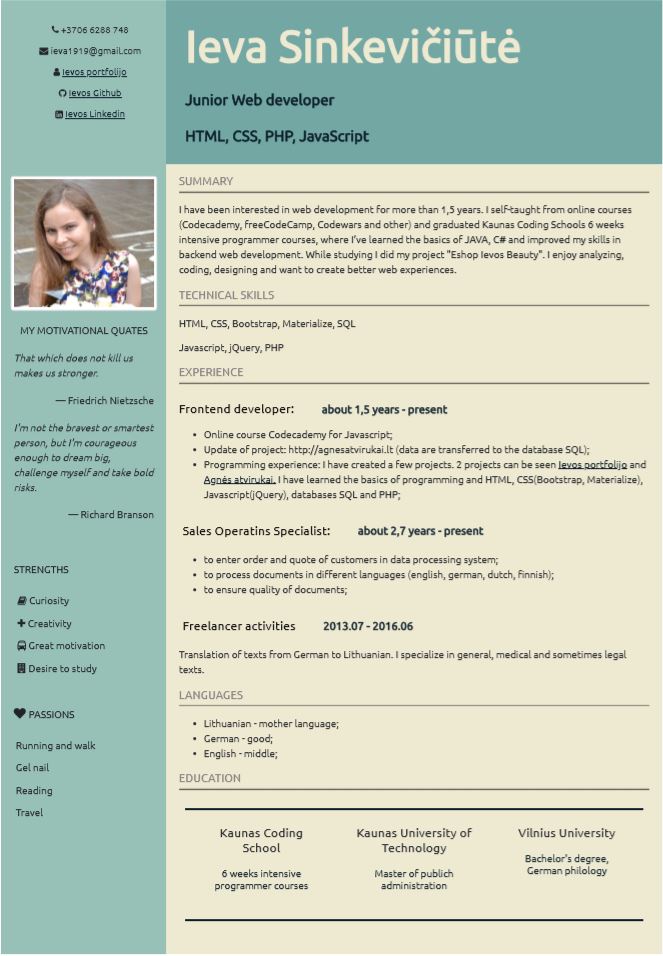 +3706 6288 748
ieva1919@gmail.com
Ievos portfolijo
Ievos Github
Ievos Linkedin
Ieva Sinkevičiūtė
Junior Web developer
HTML, CSS, PHP, JavaScript
MY MOTIVATIONAL QUATES
That which does not kill us
makes us stronger.
— Friedrich Nietzsche
I'm not the bravest or smartest
person, but I'm courageous
enough to dream big,
challenge myself and take bold
risks.
— Richard Branson
STRENGTHS
Curiosity
Creativity
Great motivation
Desire to study
PASSIONS
Running and walk
Gel nail
Reading
Travel
SUMMARY
I have been interested in web development for more than 1,5 years. I self-taught from online courses
(Codecademy, freeCodeCamp, Codewars and other) and graduated Kaunas Coding Schools 6 weeks
intensive programmer courses, where I've learned the basics of JAVA, C# and improved my skills in
backend web development. While studying I did my project "Eshop Ievos Beauty". I enjoy analyzing,
coding, designing and want to create better web experiences.
TECHNICAL SKILLS
HTML, CSS, Bootstrap, Materialize, SQL
Javascript, jQuery, PHP
EXPERIENCE
Frontend developer: about 1,5 years - present
• Online course Codecademy for Javascript;
• Update of project: http://agnesatvirukai.lt (data are transferred to the database SQL);
• Programming experience: I have created a few projects. 2 projects can be seen Ievos portfolijo and
Agnės atvirukai. I have learned the basics of programming and HTML, CSS(Bootstrap, Materialize),
Javascript(jQuery), databases SQL and PHP;
Sales Operatins Specialist: about 2,7 years - present
• to enter order and quote of customers in data processing system;
• to process documents in different languages (english, german, dutch, finnish);
• to ensure quality of documents;
Freelancer activities 2013.07 - 2016.06
Translation of texts from German to Lithuanian. I specialize in general, medical and sometimes legal
texts.
LANGUAGES
• Lithuanian - mother language;
• German - good;
• English - middle;
EDUCATION
Kaunas Coding
School
6 weeks intensive
programmer courses
Kaunas University of
Technology
Master of publich
administration
Vilnius University
Bachelor's degree,
German philology